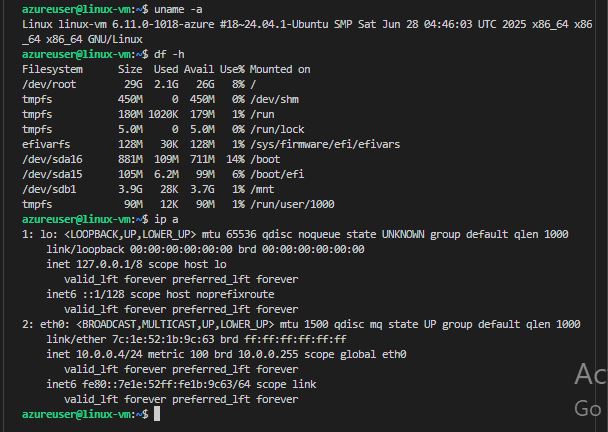 azureuser@linux-vm:~$ uname -a
Linux linux-vm 6.11.0-1018-azure #18~24.04.1-Ubuntu SMP Sat Jun 28 04:46:03 UTC 2025 x86_64 x86
_64 x86_64 GNU/Linux
azureuser@linux-vm:~$ df -h
Filesystem      Size  Used Avail Use% Mounted on
/dev/root        29G  2.1G   26G   8% /
tmpfs           450M     0  450M   0% /dev/shm
tmpfs           180M 1020K  179M   1% /run
tmpfs           5.0M     0  5.0M   0% /run/lock
efivarfs        128M   30K  128M   1% /sys/firmware/efi/efivars
/dev/sda16      881M  109M  711M  14% /boot
/dev/sda15      105M  6.2M   99M   6% /boot/efi
/dev/sdb1       3.9G   28K  3.7G   1% /mnt
tmpfs            90M   12K   90M   1% /run/user/1000
azureuser@linux-vm:~$ ip a
1: lo: <LOOPBACK,UP,LOWER_UP> mtu 65536 qdisc noqueue state UNKNOWN group default qlen 1000
    link/loopback 00:00:00:00:00:00 brd 00:00:00:00:00:00
    inet 127.0.0.1/8 scope host lo
       valid_lft forever preferred_lft forever
    inet6 ::1/128 scope host noprefixroute
       valid_lft forever preferred_lft forever
2: eth0: <BROADCAST,MULTICAST,UP,LOWER_UP> mtu 1500 qdisc mq state UP group default qlen 1000
    link/ether 7c:1e:52:1b:9c:63 brd ff:ff:ff:ff:ff:ff
    inet 10.0.0.4/24 metric 100 brd 10.0.0.255 scope global eth0
       valid_lft forever preferred_lft forever
    inet6 fe80::7e1e:52ff:fe1b:9c63/64 scope link
       valid_lft forever preferred_lft forever
azureuser@linux-vm:~$
Go